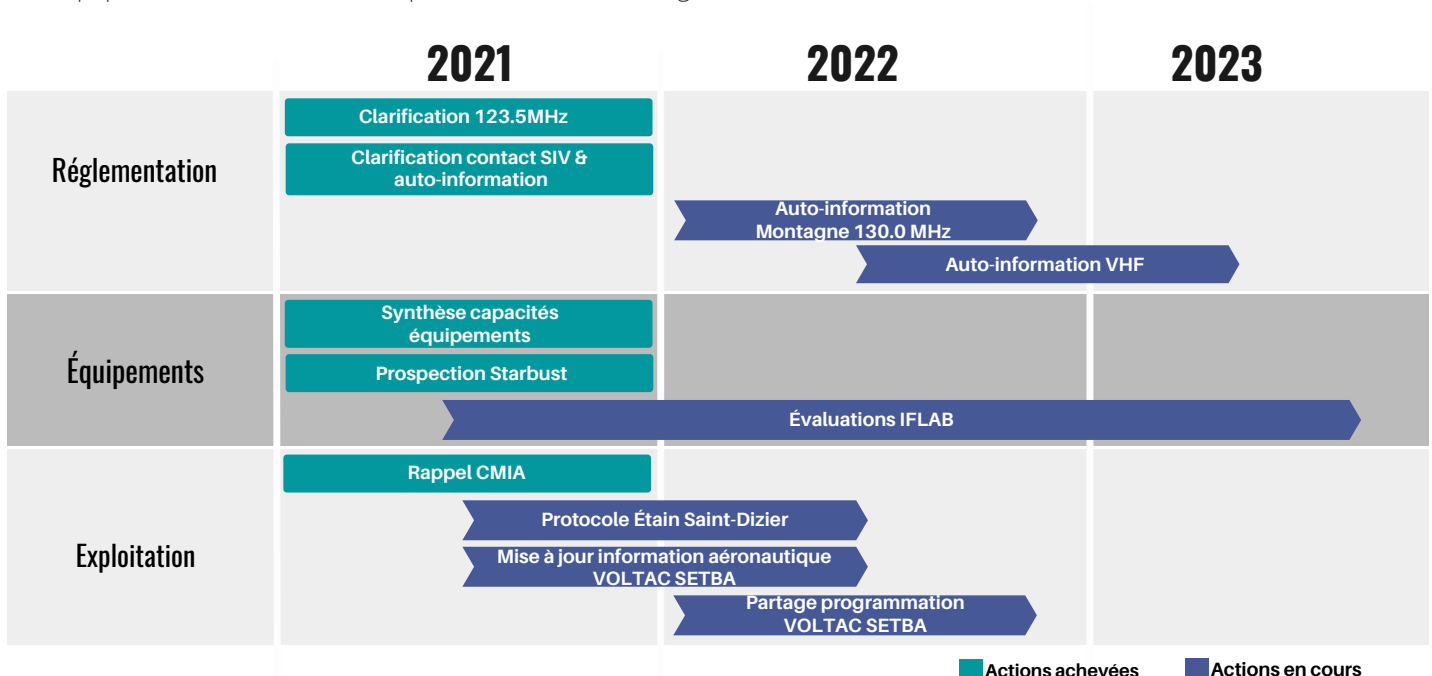 2021
2022
2023
Réglementation
Clarification 123.5MHz
Clarification contact SIV &
auto-information
Auto-information
Montagne 130.0 MHz
Auto-information VHF
Équipements
Synthèse capacités
équipements
Prospection Starbust
Évaluations IFLAB
Exploitation
Rappel CMIA
Protocole Étain Saint-Dizier
Mise à jour information aéronautique
VOLTAC SETBA
Partage programmation
VOLTAC SETBA
Actions achevées
Actions en cours